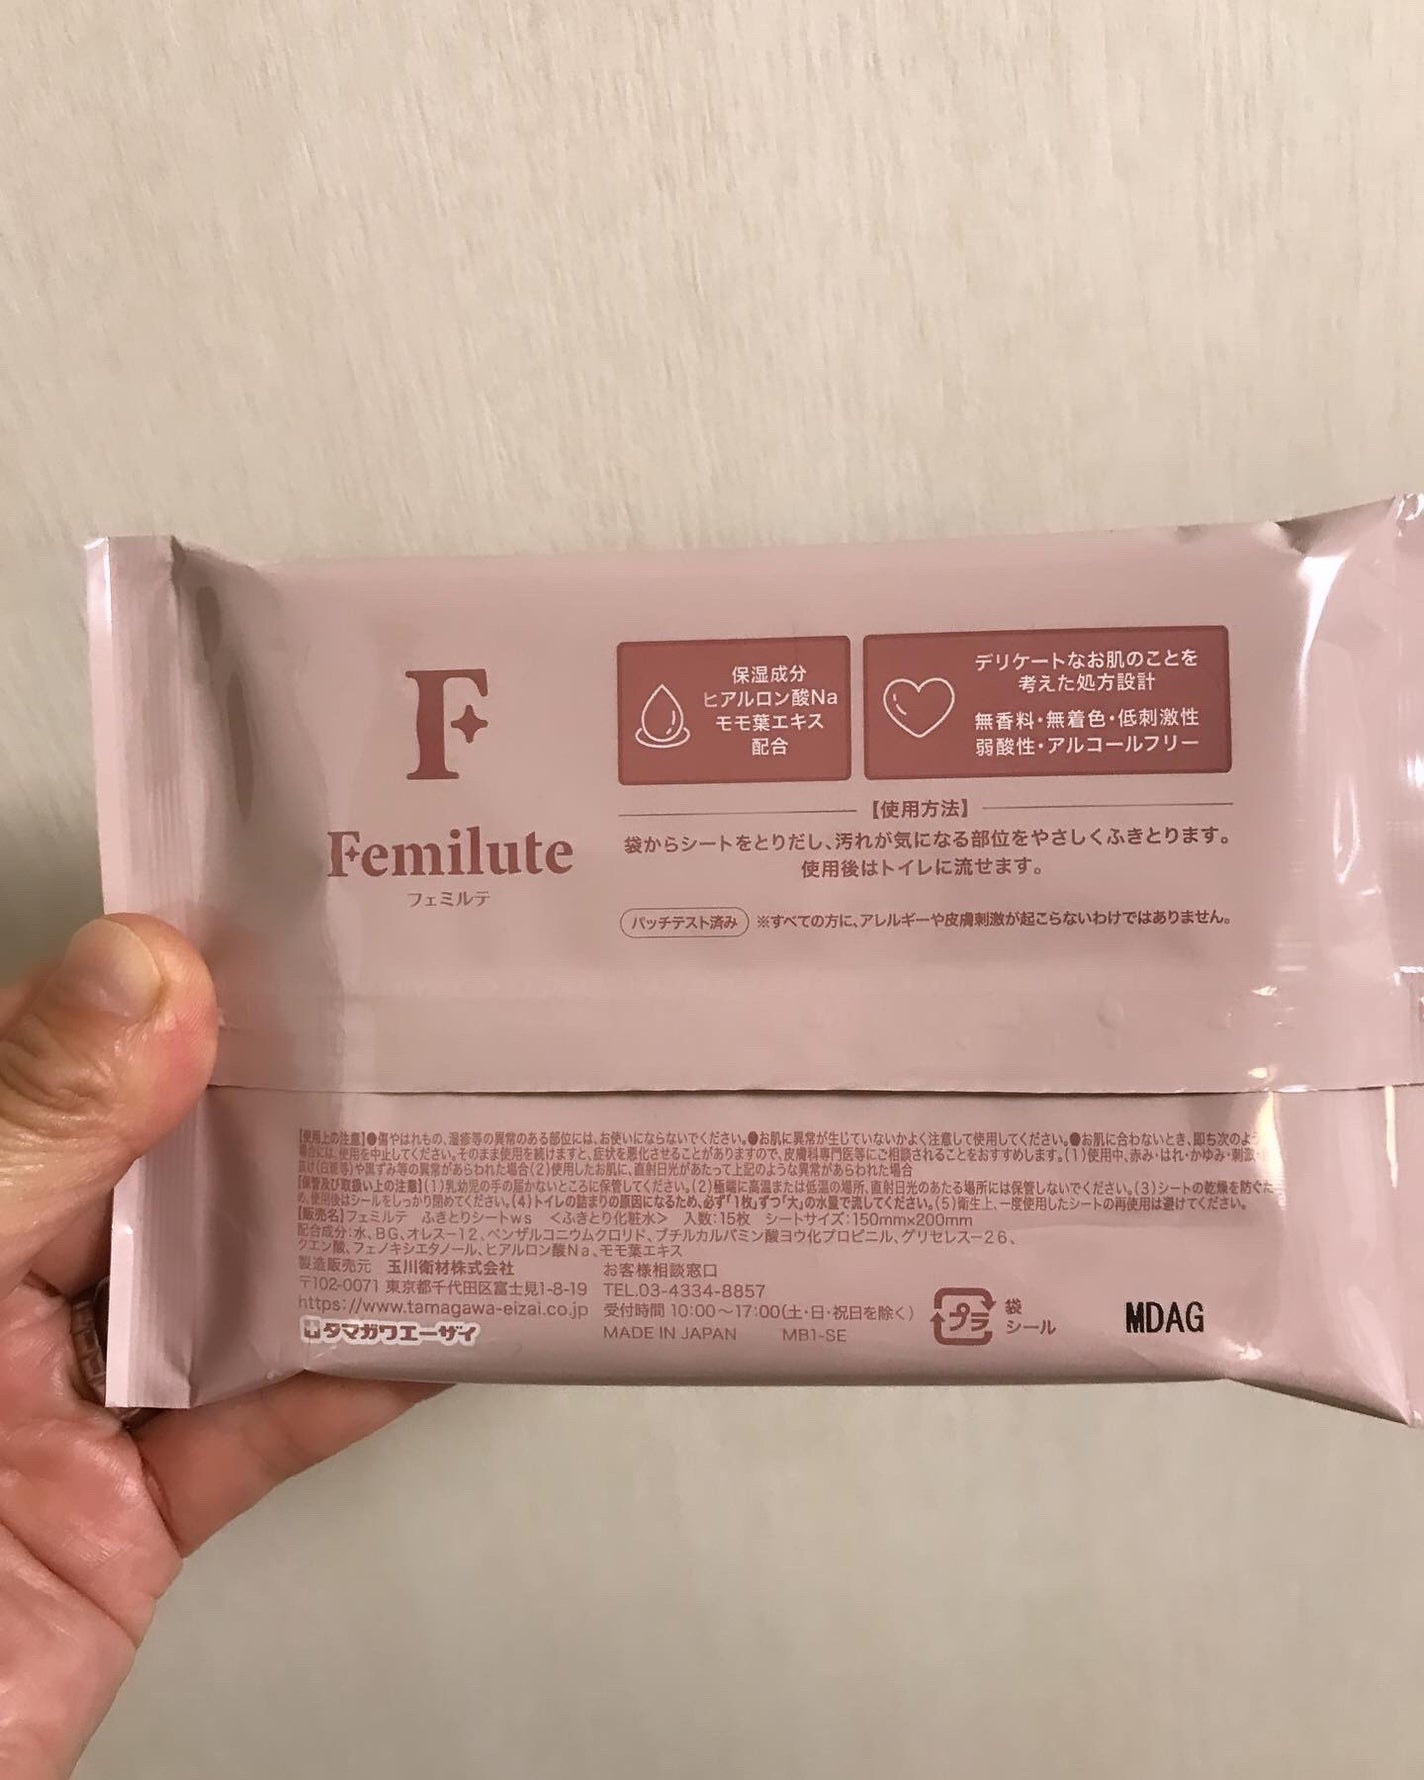 F
Femilute
フェミルテ
保湿成分
ヒアルロン酸Na
モモ葉エキス
配合
デリケートなお肌のことを
考えた処方設計
無香料・無着色・低刺激性
弱酸性・アルコールフリー
【使用方法】
袋からシートをとりだし、汚れが気になる部位をやさしくふきとります。
使用後はトイレに流せます。
パッチテスト済み ※すべての方に、アレルギーや皮膚刺激が起こらないわけではありません。
【使用上の注意】●傷やはれもの、湿疹等の異常のある部位には、お使いにならないでください。●お肌に異常が生じていないかよく注意して使用してください。●お肌に合わないとき、即ち次のよう
場合には、使用を中止してください。そのまま使用を続けますと、症状を悪化させることがありますので、皮膚科専門医等にご相談されることをおすすめします。(1)使用中、赤み・はれ・かゆみ・刺激・
抜け(白斑等)や黒ずみ等の異常があらわれた場合(2)使用したお肌に、直射日光があたって上記のような異常があらわれた場合
【保管及び取扱い上の注意】(1)乳幼児の手の届かないところに保管してください。(2)極端に高温または低温の場所、直射日光のあたる場所には保管しないでください。(3)シートの乾燥を防ぐた
め、使用後はシールをしっかり閉めてください。(4)トイレの詰まりの原因になるため、必ず「1枚」ずつ「大」の水量で流してください。(5)衛生上、一度使用したシートの再使用は避けてください。
【販売名】フェミルテ ふきとりシートws <ふきとり化粧水> 入数:15枚 シートサイズ:150mm×200mm
配合成分:水、BG、オレス-12、ベンザルコニウムクロリド、ブチルカルバミン酸ヨウ化プロピニル、グリセレス-26、
クエン酸、フェノキシエタノール、ヒアルロン酸Na、モモ葉エキス
製造販売元 玉川衛材株式会社 お客様相談窓口
〒102-0071 東京都千代田区富士見1-8-19 TEL.03-4334-8857
https://www.tamagawa-eizai.co.jp 受付時間 10:00~17:00(土・日・祝日を除く)
タマガワエーザイ MADE IN JAPAN MB1-SE
プラ 袋
シール
MDAG